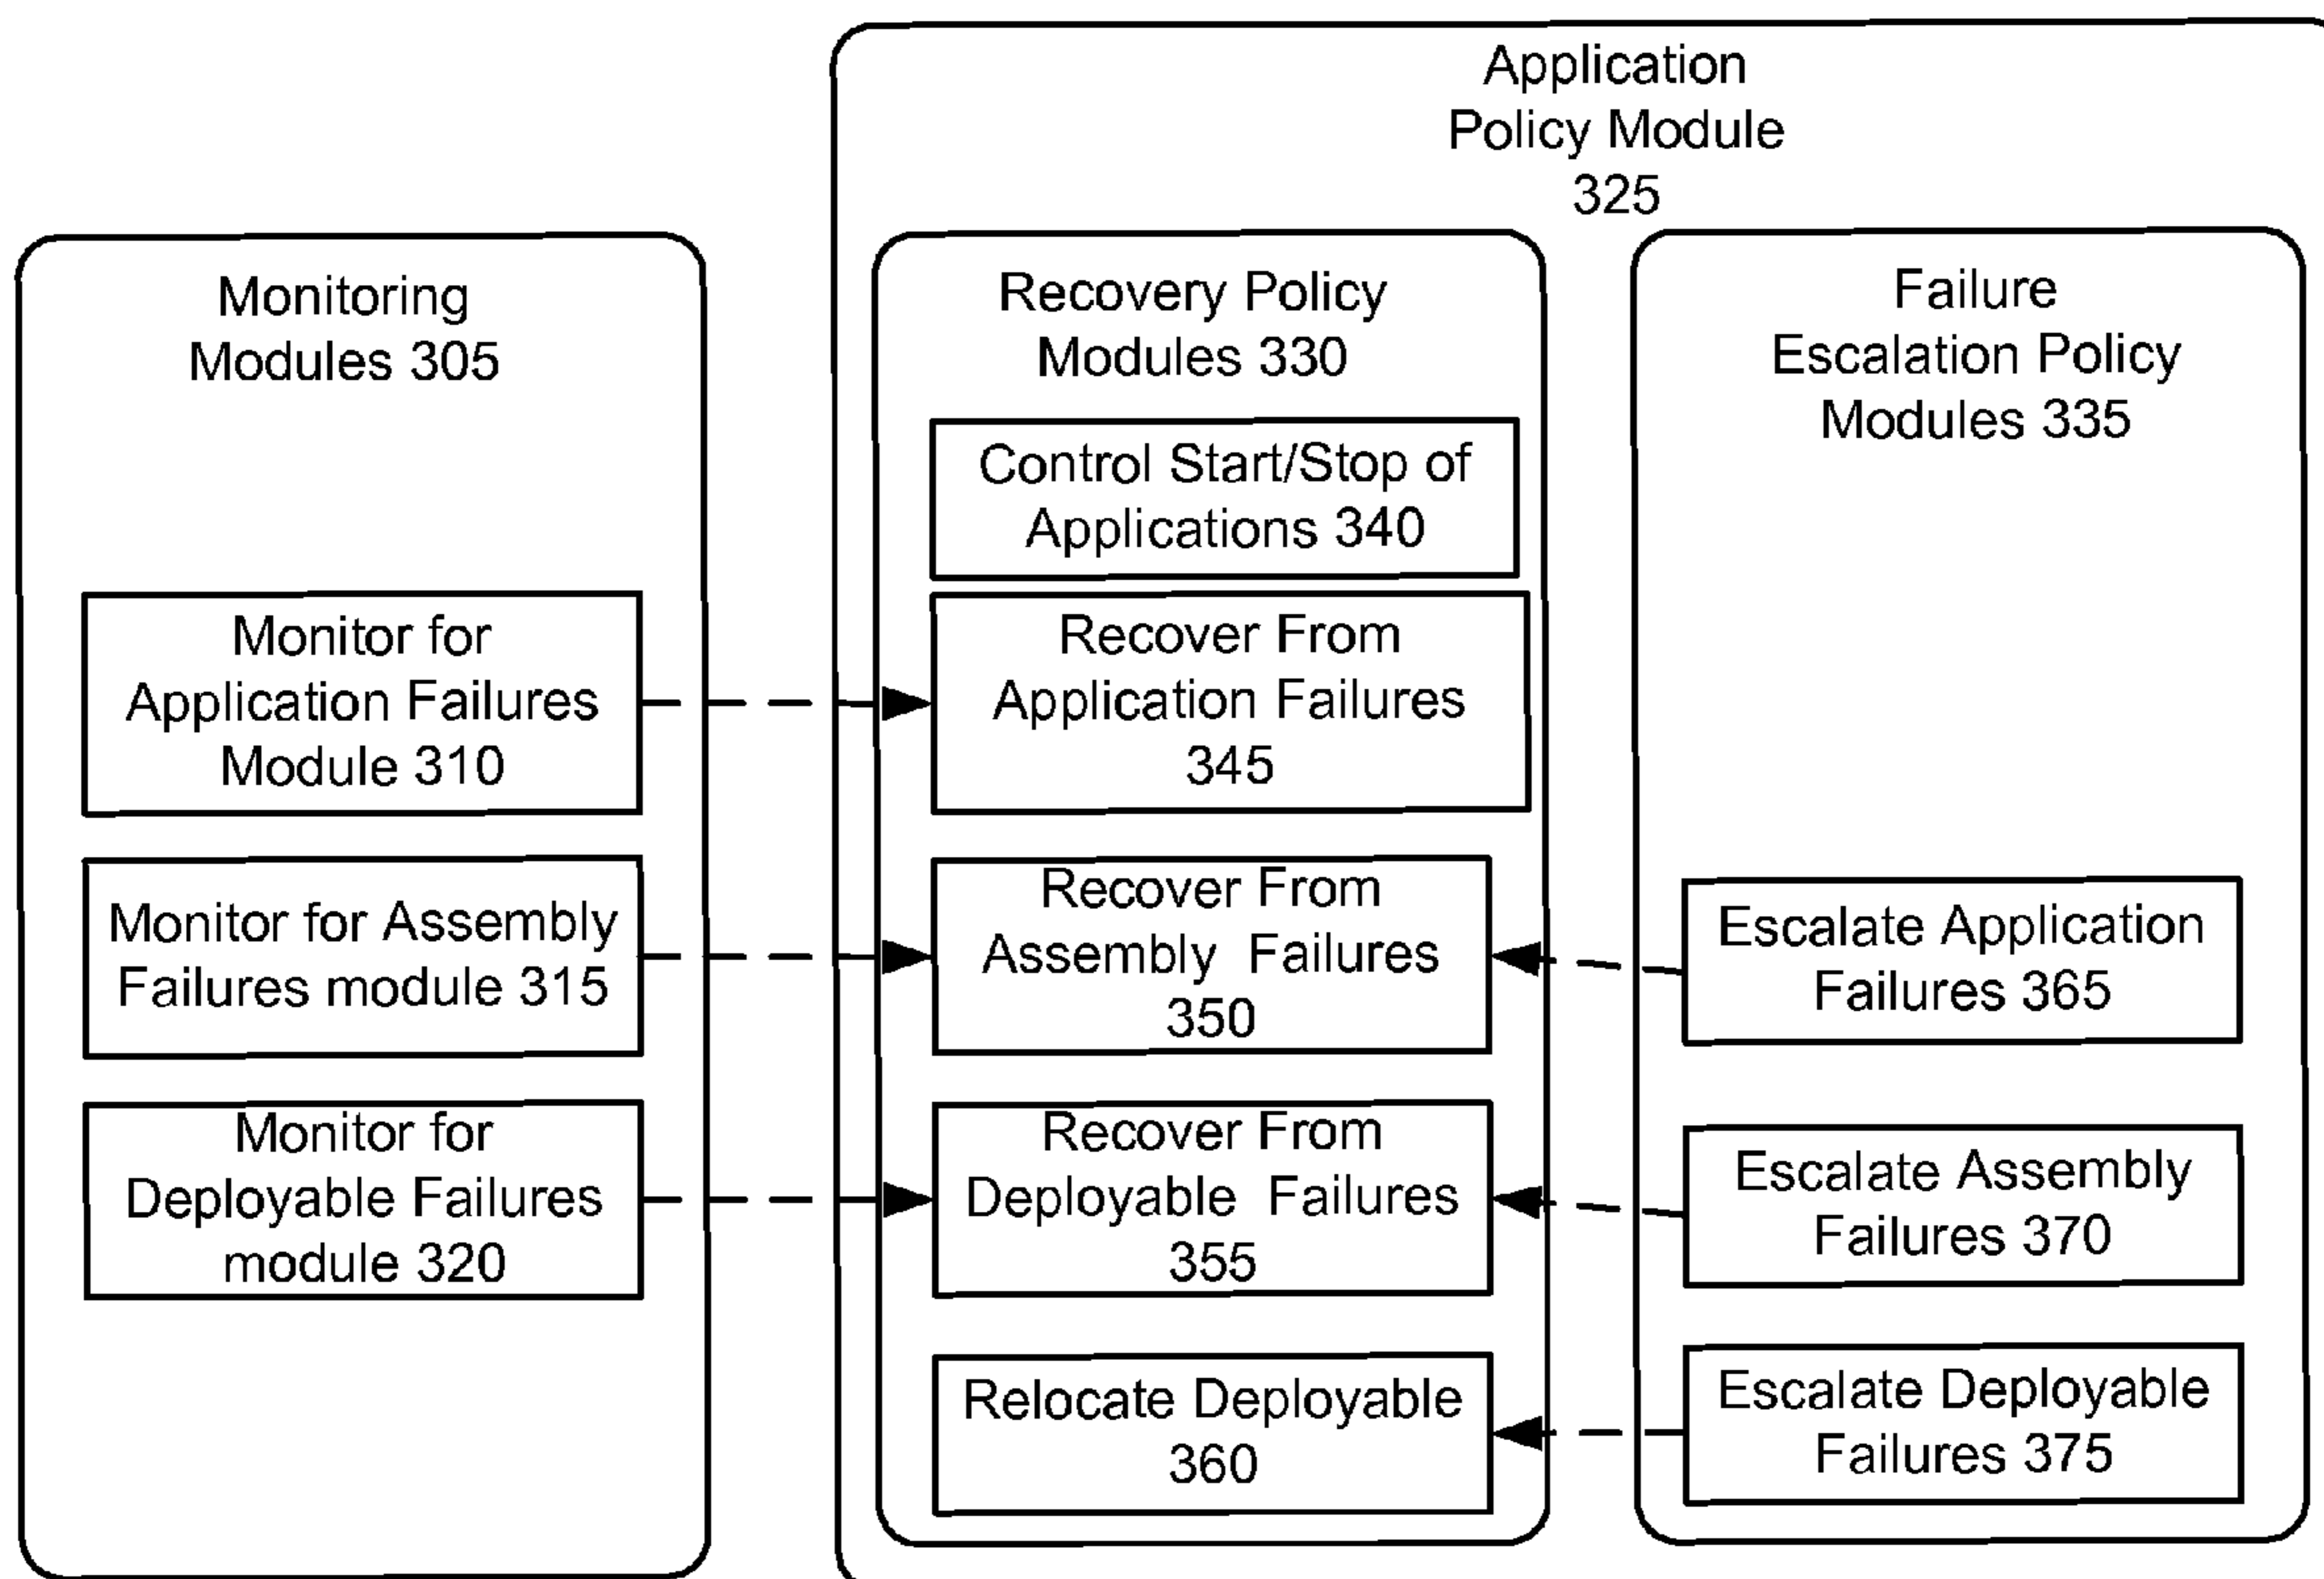 Application
Policy Module
325
Monitoring
Modules 305
Monitor for
Application Failures
Module 310
Monitor for Assembly
Failures module 315
Monitor for
Deployable Failures
module 320
Recovery Policy
Modules 330
Control Start/Stop of
Applications 340
Recover From
Application Failures
345
Recover From
Assembly Failures
350
Recover From
Deployable Failures
355
Relocate Deployable
360
Failure
Escalation Policy
Modules 335
Escalate Application
Failures 365
Escalate Assembly
Failures 370
Escalate Deployable
Failures 375